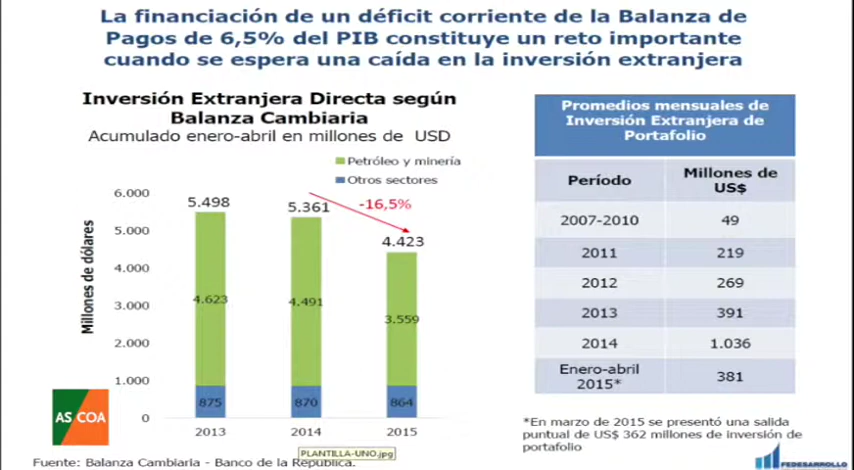 La financiación de un déficit corriente de la Balanza de
Pagos de 6,5% del PIB constituye un reto importante
cuando se espera una caída en la inversión extranjera
Inversión Extranjera Directa según
Balanza Cambiaria
Acumulado enero-abril en millones de USD
Petróleo y minería
Otros sectores
Millones de dólares
6.000
5.000
4.000
3.000
2.000
1.000
0
5.498
5.361
-16,5%
4.423
4.623
4.491
3.559
875
870
864
2013
2014
2015
AS COA
PLANTILLA-UNO.jpg
Fuente: Balanza Cambiaria - Banco de la República.
Promedios mensuales de
Inversión Extranjera de
Portafolio
Período
Millones de
US$
2007-2010 49
2011 219
2012 269
2013 391
2014 1.036
Enero-abril
2015* 381
*En marzo de 2015 se presentó una salida
puntual de US$ 362 millones de inversión de
portafolio
FEDESARROLLO